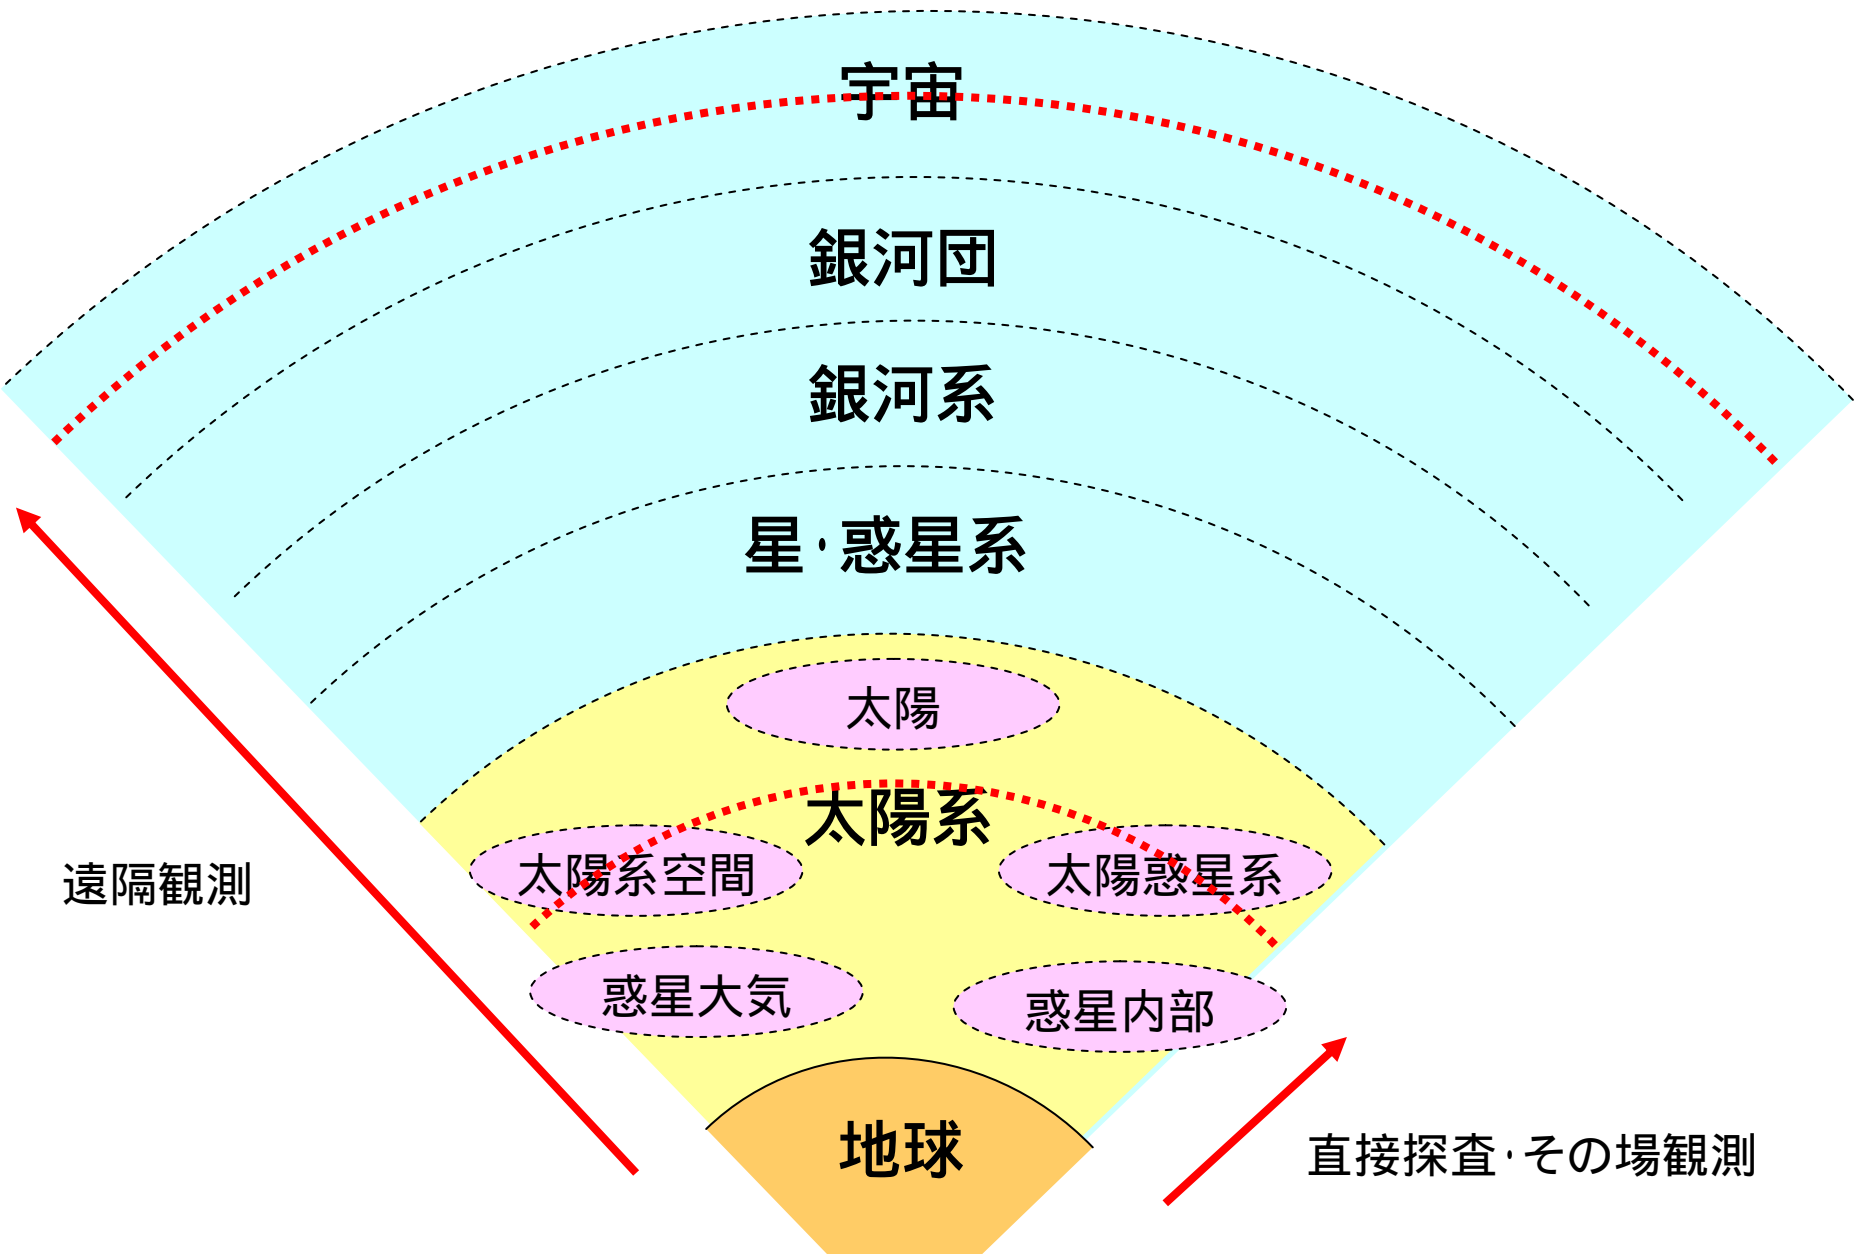 宇宙
銀河団
銀河系
星・惑星系
太陽
太陽系
太陽系空間
太陽惑星系
遠隔観測
惑星大気
惑星内部
地球
直接探査・その場観測